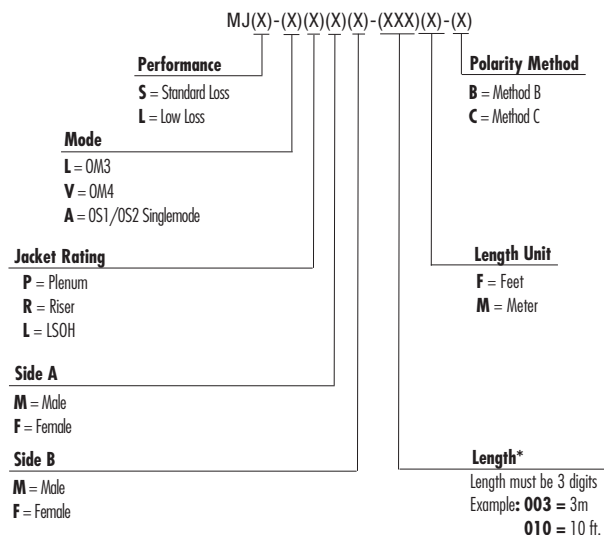 MJ(X)-(X)(X)(X)(X)-(XXX)(X)-(X)
Performance
S = Standard Loss
L = Low Loss
Mode
L = OM3
V = OM4
A = OS1/OS2 Singlemode
Jacket Rating
P = Plenum
R = Riser
L = LSOH
Side A
M = Male
F = Female
Side B
M = Male
F = Female
Polarity Method
B = Method B
C = Method C
Length Unit
F = Feet
M = Meter
Length*
Length must be 3 digits
Example: 003 = 3m
010 = 10 ft.